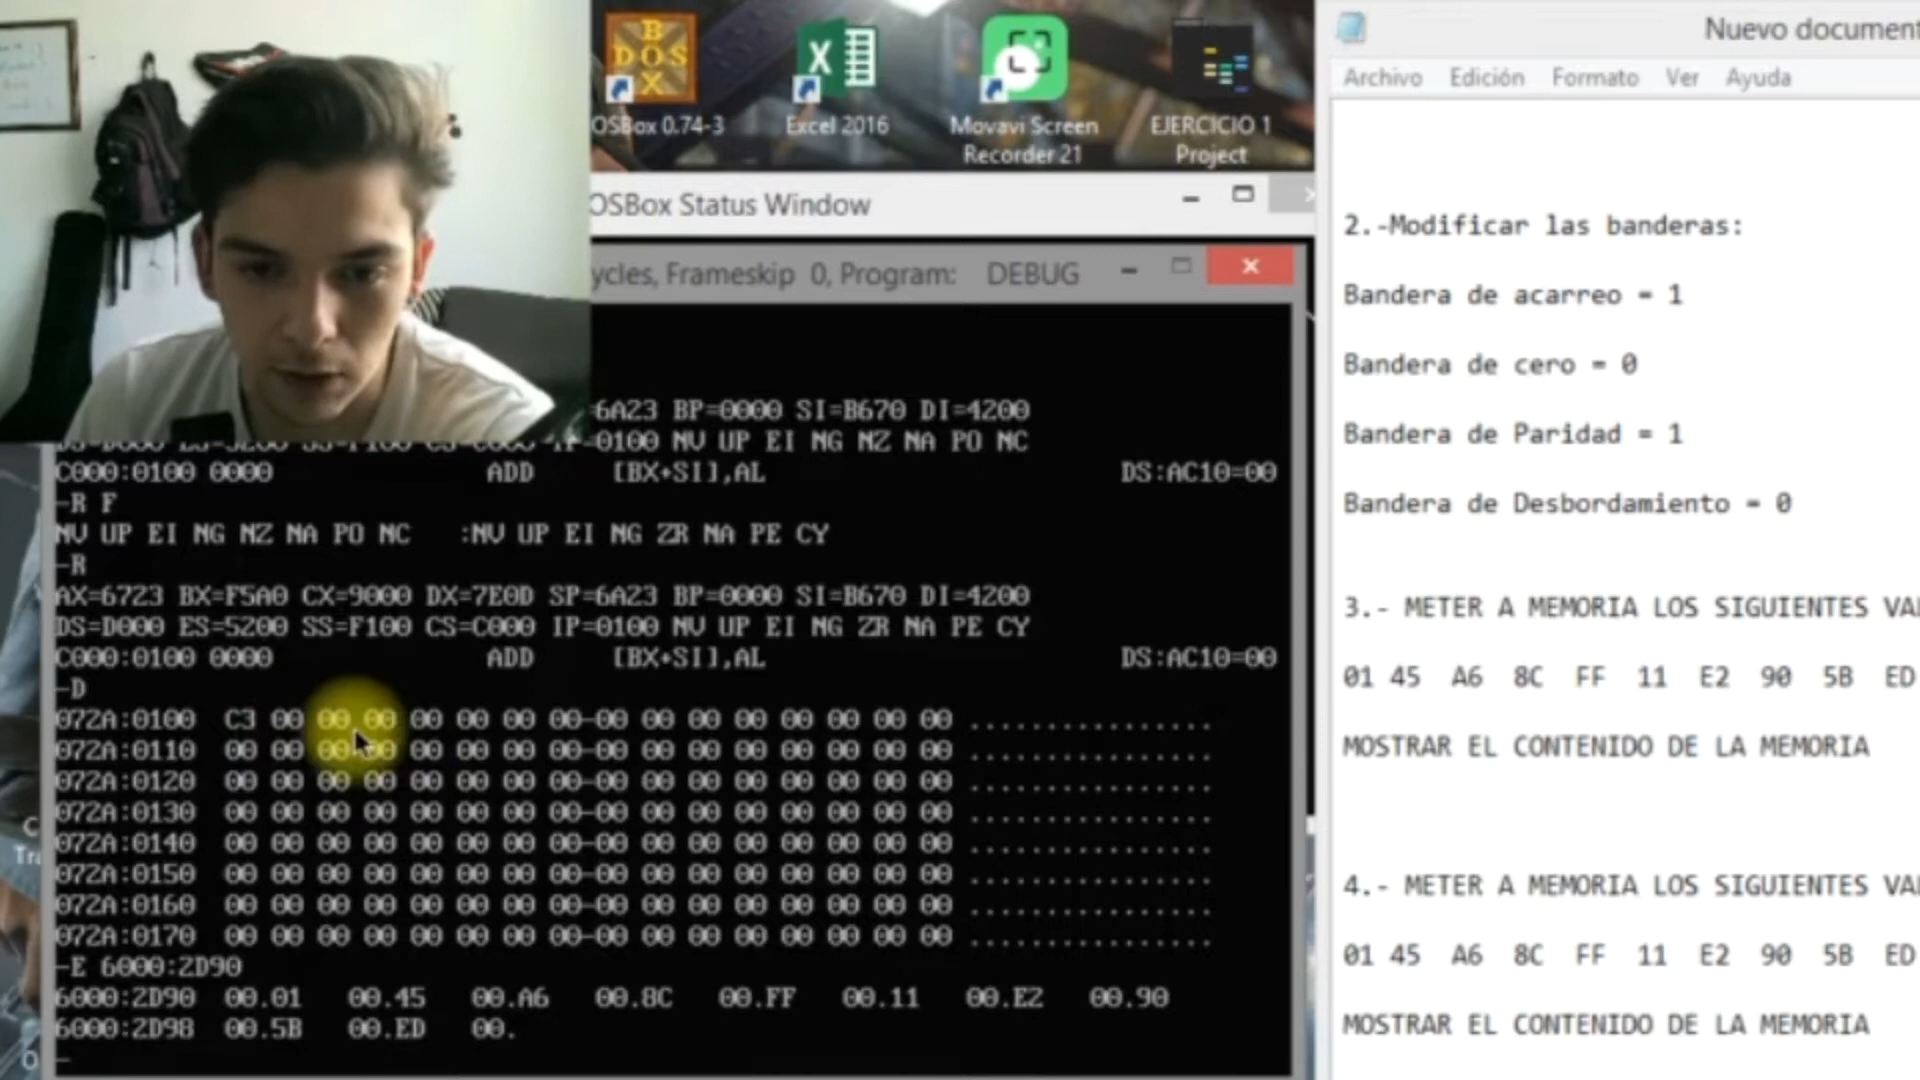 OSBox 0.74-3
Excel 2016
Movavi Screen
Recorder 21
EJERCICIO 1
Project
OSBox Status Window
ycles, Frameskip 0, Program: DEBUG
=6A23 BP=0000 SI=B670 DI=4200
DS=D000 ES=5200 SS=F100 CS=C000 IP=0100 NV UP EI NG NZ NA PO NC
C000:0100 0000 ADD [BX+SI],AL DS:AC10=00
-R F
NV UP EI NG NZ NA PO NC :NV UP EI NG ZR NA PE CY
-R
AX=6723 BX=F5A0 CX=9000 DX=7E0D SP=6A23 BP=0000 SI=B670 DI=4200
DS=D000 ES=5200 SS=F100 CS=C000 IP=0100 NV UP EI NG ZR NA PE CY
C000:0100 0000 ADD [BX+SI],AL DS:AC10=00
-D
072A:0100 C3 00 00 00 00 00 00 00-00 00 00 00 00 00 00 00 ................
072A:0110 00 00 00 00 00 00 00 00-00 00 00 00 00 00 00 00 ................
072A:0120 00 00 00 00 00 00 00 00-00 00 00 00 00 00 00 00 ................
072A:0130 00 00 00 00 00 00 00 00-00 00 00 00 00 00 00 00 ................
072A:0140 00 00 00 00 00 00 00 00-00 00 00 00 00 00 00 00 ................
072A:0150 00 00 00 00 00 00 00 00-00 00 00 00 00 00 00 00 ................
072A:0160 00 00 00 00 00 00 00 00-00 00 00 00 00 00 00 00 ................
072A:0170 00 00 00 00 00 00 00 00-00 00 00 00 00 00 00 00 ................
-E 6000:2D90
6000:2D90 00.01 00.45 00.A6 00.8C 00.FF 00.11 00.E2 00.90
6000:2D98 00.5B 00.ED 00.
-
Nuevo document
Archivo Edición Formato Ver Ayuda
2.-Modificar las banderas:
Bandera de acarreo = 1
Bandera de cero = 0
Bandera de Paridad = 1
Bandera de Desbordamiento = 0
3.- METER A MEMORIA LOS SIGUIENTES VA
01 45 A6 8C FF 11 E2 90 5B ED
MOSTRAR EL CONTENIDO DE LA MEMORIA
4.- METER A MEMORIA LOS SIGUIENTES VA
01 45 A6 8C FF 11 E2 90 5B ED
MOSTRAR EL CONTENIDO DE LA MEMORIA